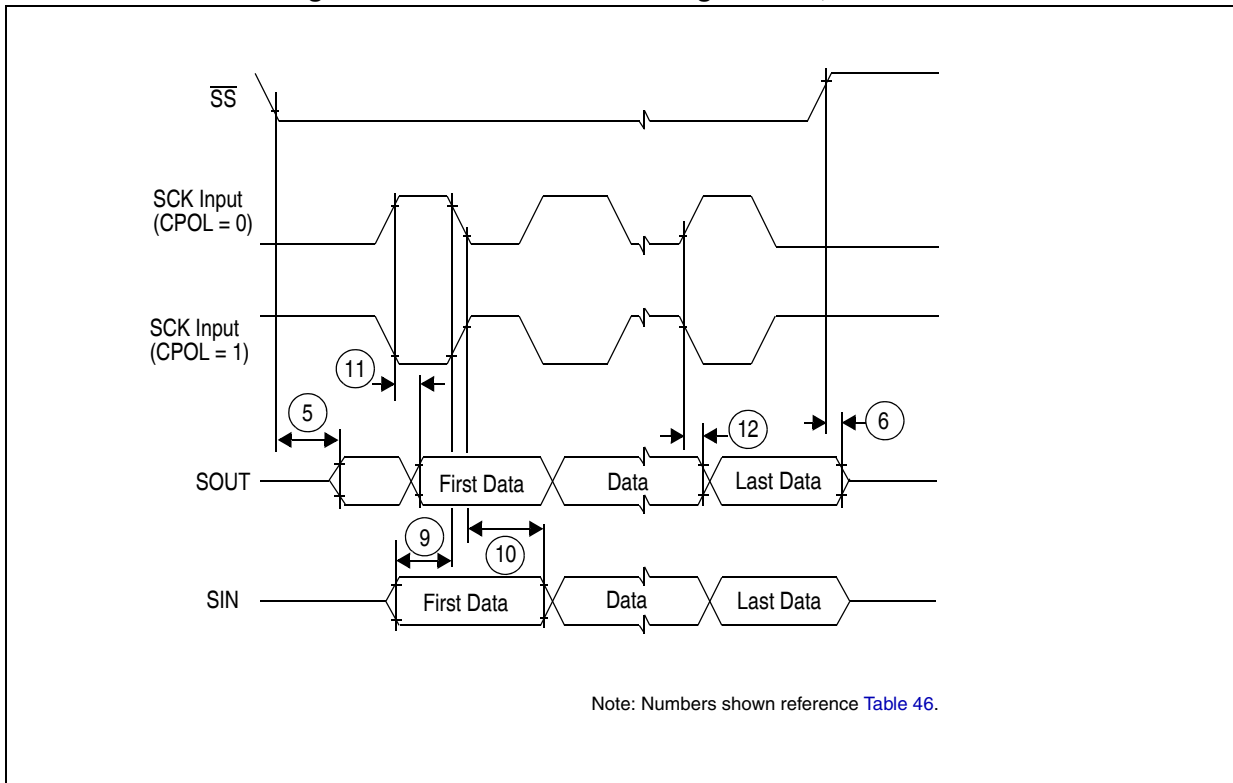 SS
SCK Input
(CPOL = 0)
SCK Input
(CPOL = 1)
11
5
12
6
SOUT
First Data
Data
Last Data
9
10
SIN
First Data
Data
Last Data
Note: Numbers shown reference Table 46.